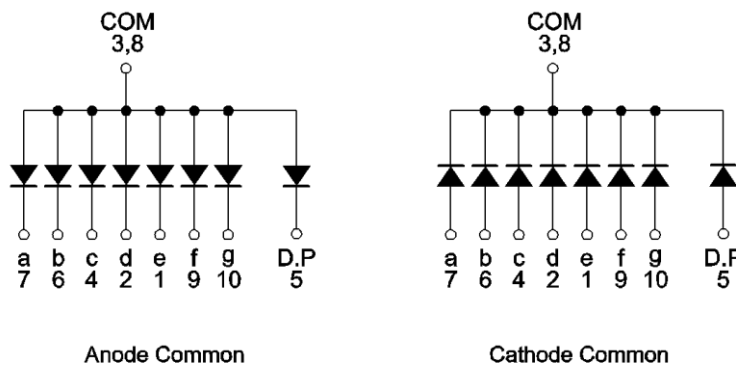 COM
3,8
a b c d e f g D.P
7 6 4 2 1 9 10 5
Anode Common
COM
3,8
a b c d e f g D.P
7 6 4 2 1 9 10 5
Cathode Common